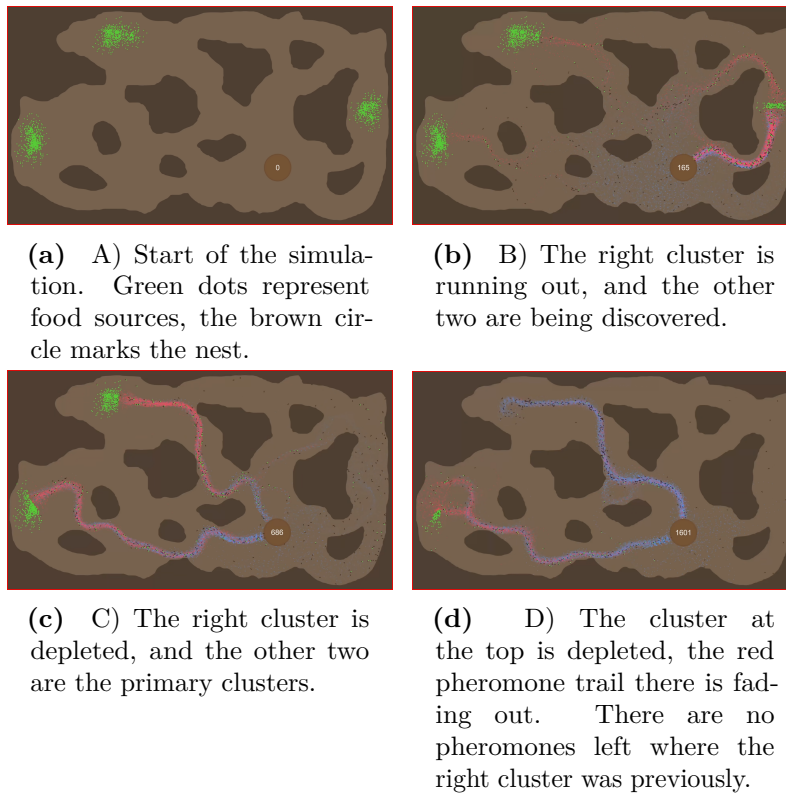 0
165
(a) A) Start of the simula-
tion. Green dots represent
food sources, the brown cir-
cle marks the nest.
(b) B) The right cluster is
running out, and the other
two are being discovered.
686
1601
(c) C) The right cluster is
depleted, and the other two
are the primary clusters.
(d) D) The cluster at
the top is depleted, the red
pheromone trail there is fad-
ing out. There are no
pheromones left where the
right cluster was previously.